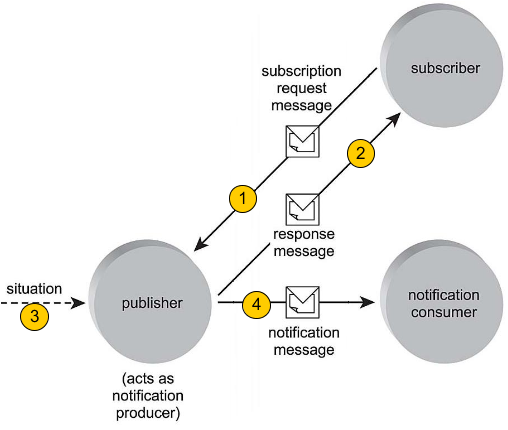 subscriber
subscription
request
message
2
1
response
message
situation
3
publisher
4
notification
message
notification
consumer
(acts as
notification
producer)